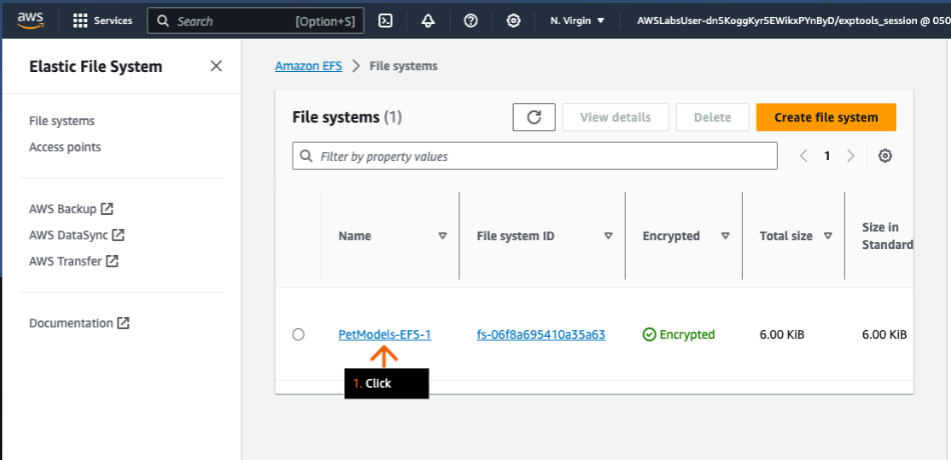 aws Services Search [Option+S] N. Virgin AWSLabsUser-dn5KoggKyr5EWikxPYnByD/exptools_session @ 050
Elastic File System
File systems
Access points
AWS Backup
AWS DataSync
AWS Transfer
Documentation
Amazon EFS > File systems
File systems (1) View details Delete Create file system
Filter by property values 1
Name File system ID Encrypted Total size Size in
Standard
PetModels-EFS-1 fs-06f8a695410a35a63 Encrypted 6.00 KiB 6.00 KiB
1. Click